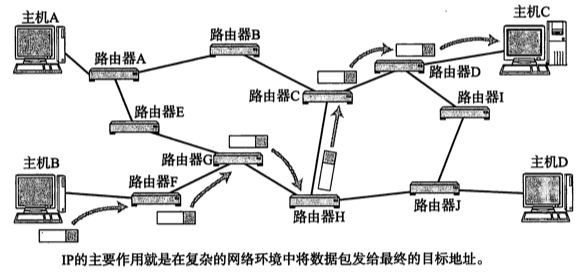 主机A
路由器B
主机C
路由器A
路由器D
路由器C
路由器I
路由器E
路由器G
主机B
路由器F
主机D
路由器H
路由器J
IP的主要作用就是在复杂的网络环境中将数据包发给最终的目标地址。